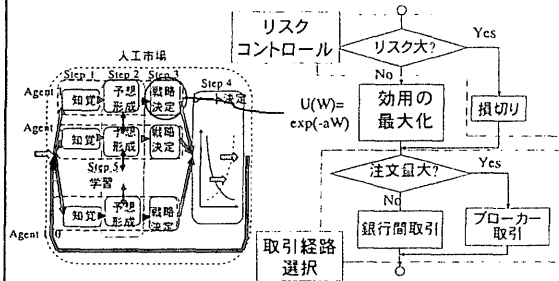 人工市場
Step 1
Step 2
Step 3
Step 4
Agent 1
知覚
予想
形成
戦略
決定
決定
Agent
知覚
予想
形成
戦略
決定
Step 5
学習
Agent
知覚
予想
形成
戦略
決定
U(W)=
exp(-aW)
リスク
コントロール
リスク大?
Yes
No
効用の
最大化
損切り
注文量大?
Yes
No
銀行間取引
ブローカー
取引
取引経路
選択